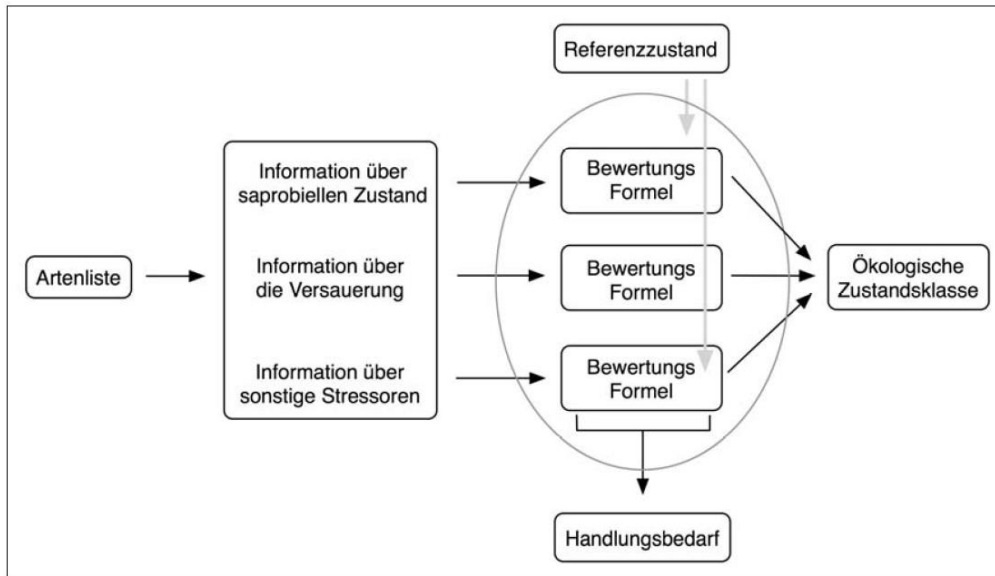 Referenzzustand
Artenliste
Information über
saprobiellen Zustand
Information über
die Versauerung
Information über
sonstige Stressoren
Bewertungs
Formel
Bewertungs
Formel
Bewertungs
Formel
Ökologische
Zustandsklasse
Handlungsbedarf